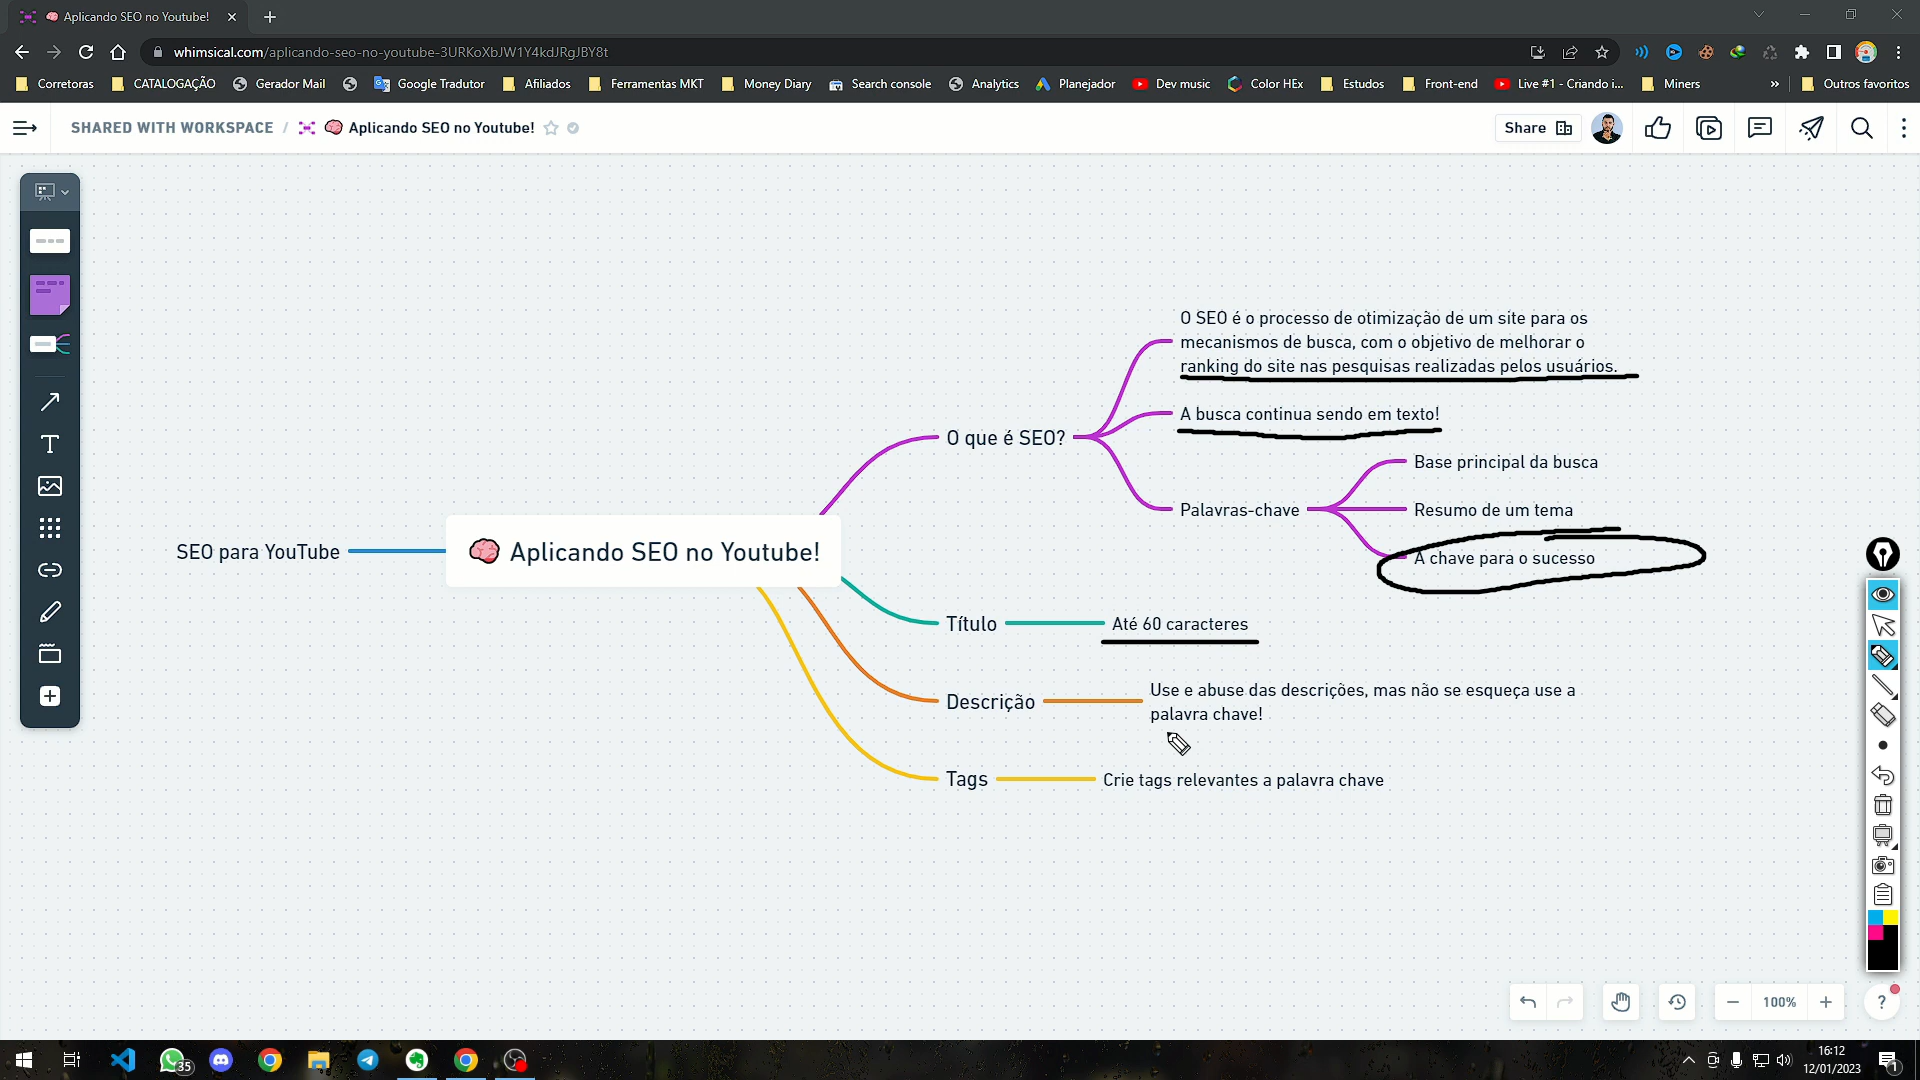 Aplicando SEO no Youtube!
whimsical.com/aplicando-seo-no-youtube-3URKoXbJW1Y4kdJRgJBY8t
Corretoras
CATALOGAÇÃO
Gerador Mail
Google Tradutor
Afiliados
Ferramentas MKT
Money Diary
Search console
Analytics
Planejador
Dev music
Color HEx
Estudos
Front-end
Live #1 - Criando i...
Miners
»
Outros favoritos
SHARED WITH WORKSPACE / Aplicando SEO no Youtube!
Share
O SEO é o processo de otimização de um site para os
mecanismos de busca, com o objetivo de melhorar o
ranking do site nas pesquisas realizadas pelos usuários.
A busca continua sendo em texto!
O que é SEO?
Base principal da busca
Palavras-chave
Resumo de um tema
A chave para o sucesso
SEO para YouTube
Aplicando SEO no Youtube!
Título
Até 60 caracteres
Descrição
Use e abuse das descrições, mas não se esqueça use a
palavra chave!
Tags
Crie tags relevantes a palavra chave
100%
?
35
16:12
12/01/2023
1